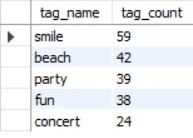 tag_name tag_count
smile 59
beach 42
party 39
fun 38
concert 24